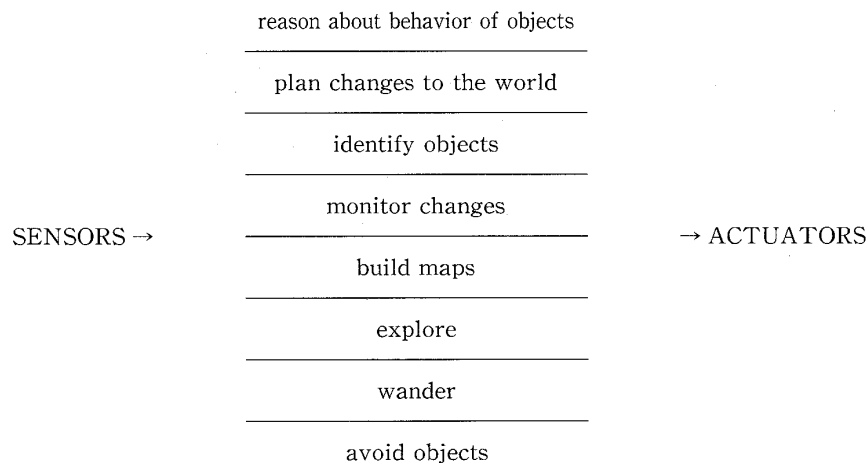 reason about behavior of objects
plan changes to the world
identify objects
monitor changes
SENSORS → → ACTUATORS
build maps
explore
wander
avoid objects